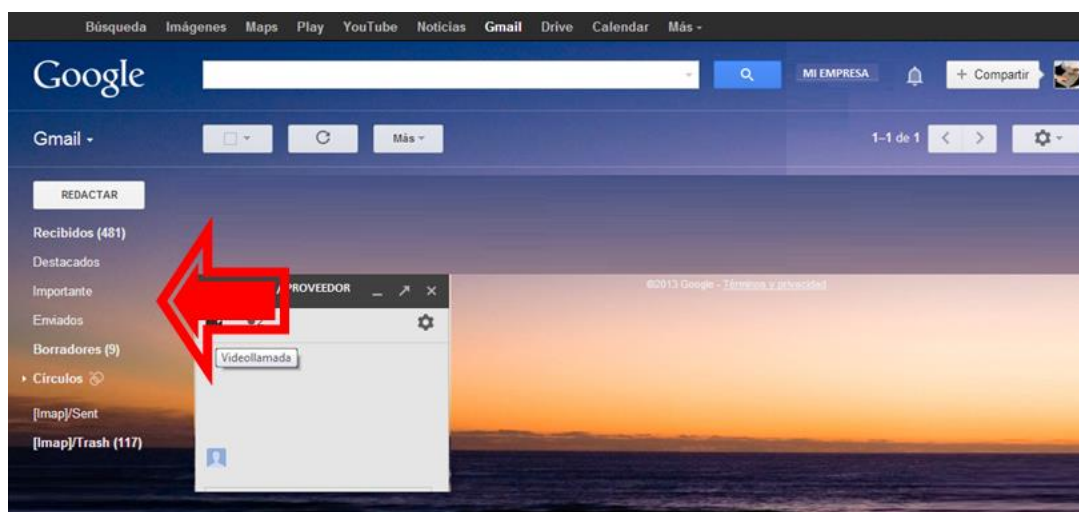 Búsqueda Imágenes Maps Play YouTube Noticias Gmail Drive Calendar Más
Google MI EMPRESA + Compartir
Gmail Más 1–1 de 1
REDACTAR
Recibidos (481)
Destacados
Importante
PROVEEDOR
©2013 Google - Términos y privacidad
Enviados
Borradores (9)
Videollamada
Círculos
[Imap]/Sent
[Imap]/Trash (117)